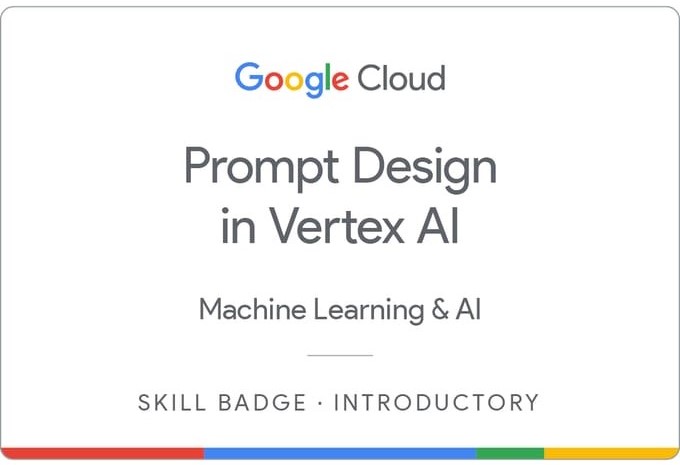 Google Cloud
Prompt Design
in Vertex AI
Machine Learning & AI
SKILL BADGE · INTRODUCTORY